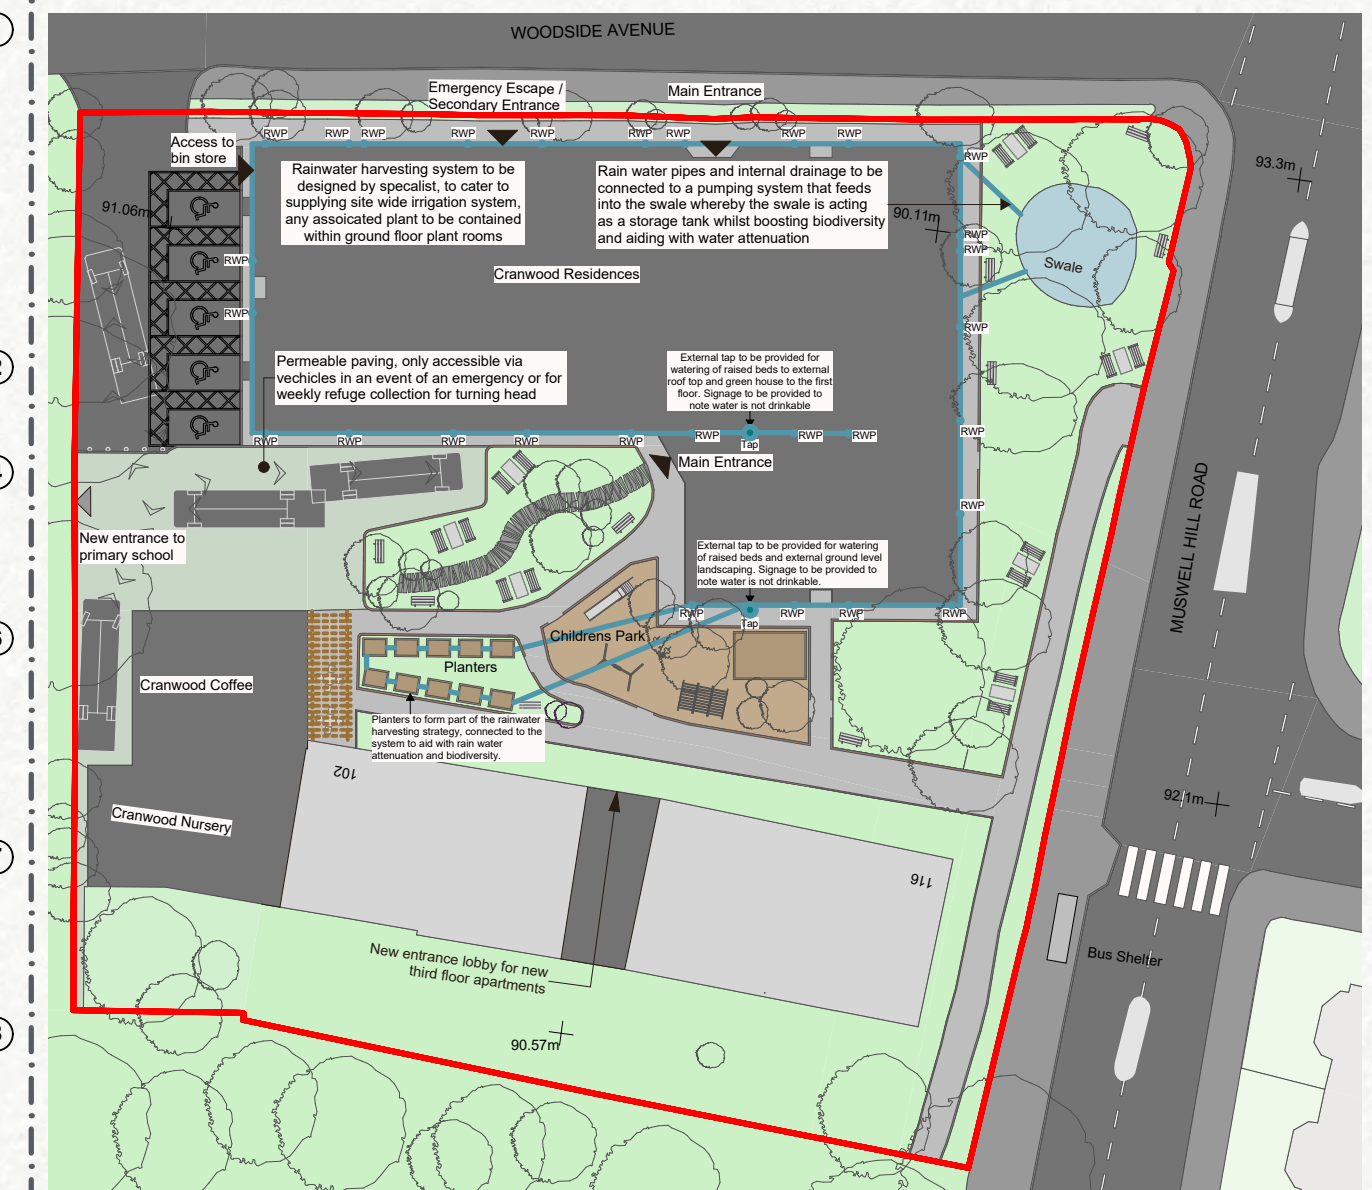 WOODSIDE AVENUE
Emergency Escape /
Secondary Entrance
Main Entrance
RWP
RWP
RWP
RWP
RWP
RWP
RWP
RWP
RWP
Access to
bin store
Rainwater harvesting system to be
designed by specalist, to cater to
supplying site wide irrigation system,
any assoicated plant to be contained
within ground floor plant rooms
Rain water pipes and internal drainage to be
connected to a pumping system that feeds
into the swale whereby the swale is acting
as a storage tank whilst boosting biodiversity
and aiding with water attenuation
RWP
93.3m
91.06m
90.11m
RWP
RWP
RWP
Swale
Cranwood Residences
RWP
RWP
Permeable paving, only accessible via
vechicles in an event of an emergency or for
weekly refuge collection for turning head
External tap to be provided for
watering of raised beds to external
roof top and green house to the first
floor. Signage to be provided to
note water is not drinkable
RWP
RWP
RWP
RWP
RWP
RWP
Tap
RWP
RWP
RWP
Main Entrance
MUSWELL HILL ROAD
RWP
New entrance to
primary school
External tap to be provided for watering
of raised beds and external ground level
landscaping. Signage to be provided to
note water is not drinkable.
RWP
Tap
RWP
RWP
RWP
Childrens Park
Planters
Cranwood Coffee
Planters to form part of the rainwater
harvesting strategy, connected to the
system to aid with rain water
attenuation and biodiversity.
102
92.1m
Cranwood Nursery
116
New entrance lobby for new
third floor apartments
Bus Shelter
90.57m